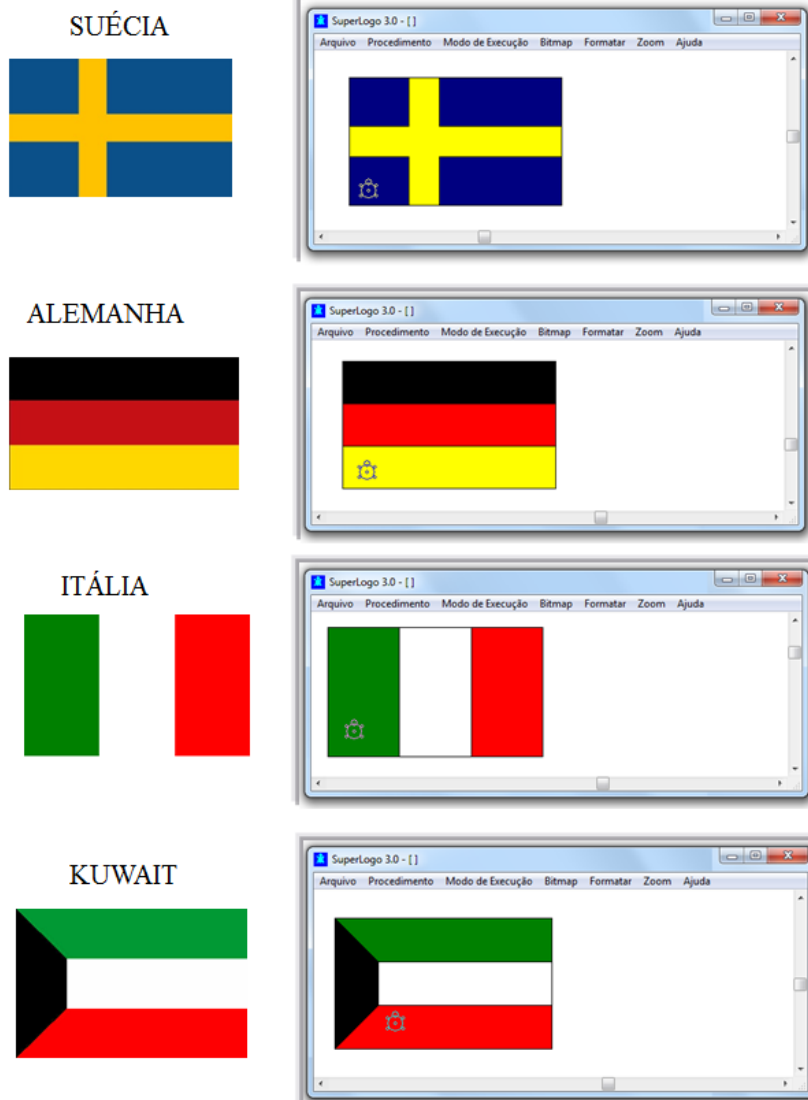 SUÉCIA
SuperLogo 3.0 - [ ]
Arquivo Procedimento Modo de Execução Bitmap Formatar Zoom Ajuda
ALEMANHA
SuperLogo 3.0 - [ ]
Arquivo Procedimento Modo de Execução Bitmap Formatar Zoom Ajuda
ITÁLIA
SuperLogo 3.0 - [ ]
Arquivo Procedimento Modo de Execução Bitmap Formatar Zoom Ajuda
KUWAIT
SuperLogo 3.0 - [ ]
Arquivo Procedimento Modo de Execução Bitmap Formatar Zoom Ajuda